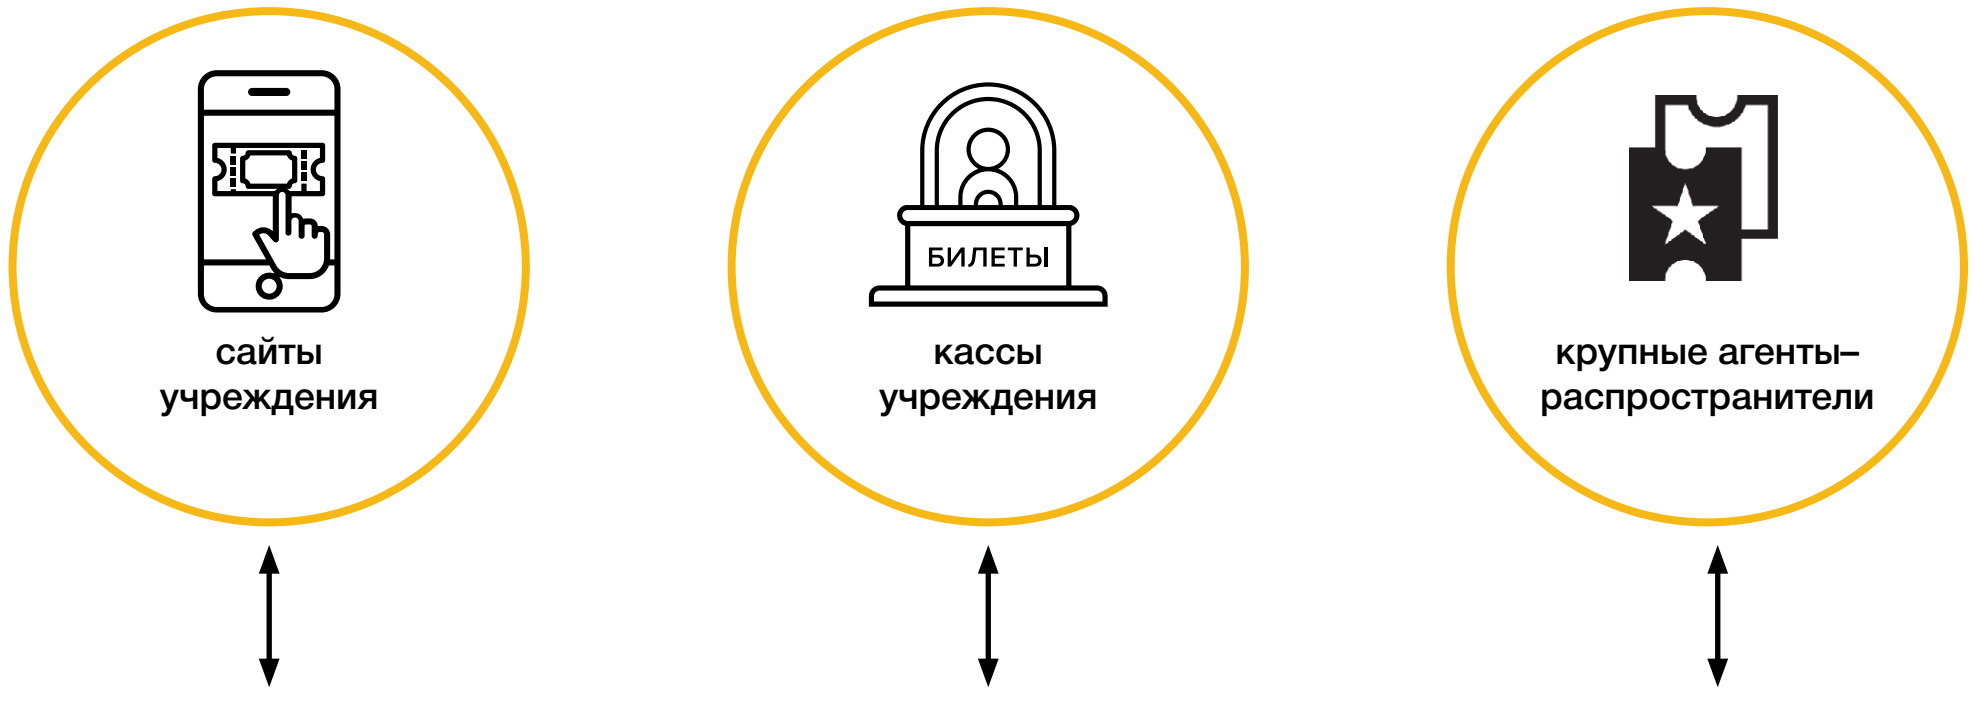 БИЛЕТЫ
сайты
учреждения
кассы
учреждения
крупные агенты–
распространители